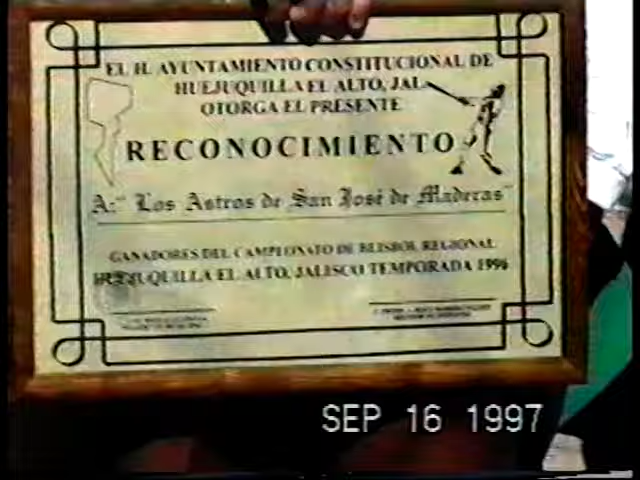 EL H. AYUNTAMIENTO CONSTITUCIONAL DE
HUEJUQUILLA EL ALTO, JAL
OTORGA EL PRESENTE
RECONOCIMIENTO
A:" Los Astros de San José de Maderas"
GANADORES DEL CAMPEONATO DE BEISBOL REGIONAL
HUEJUQUILLA EL ALTO, JALISCO TEMPORADA 1996
SEP 16 1997